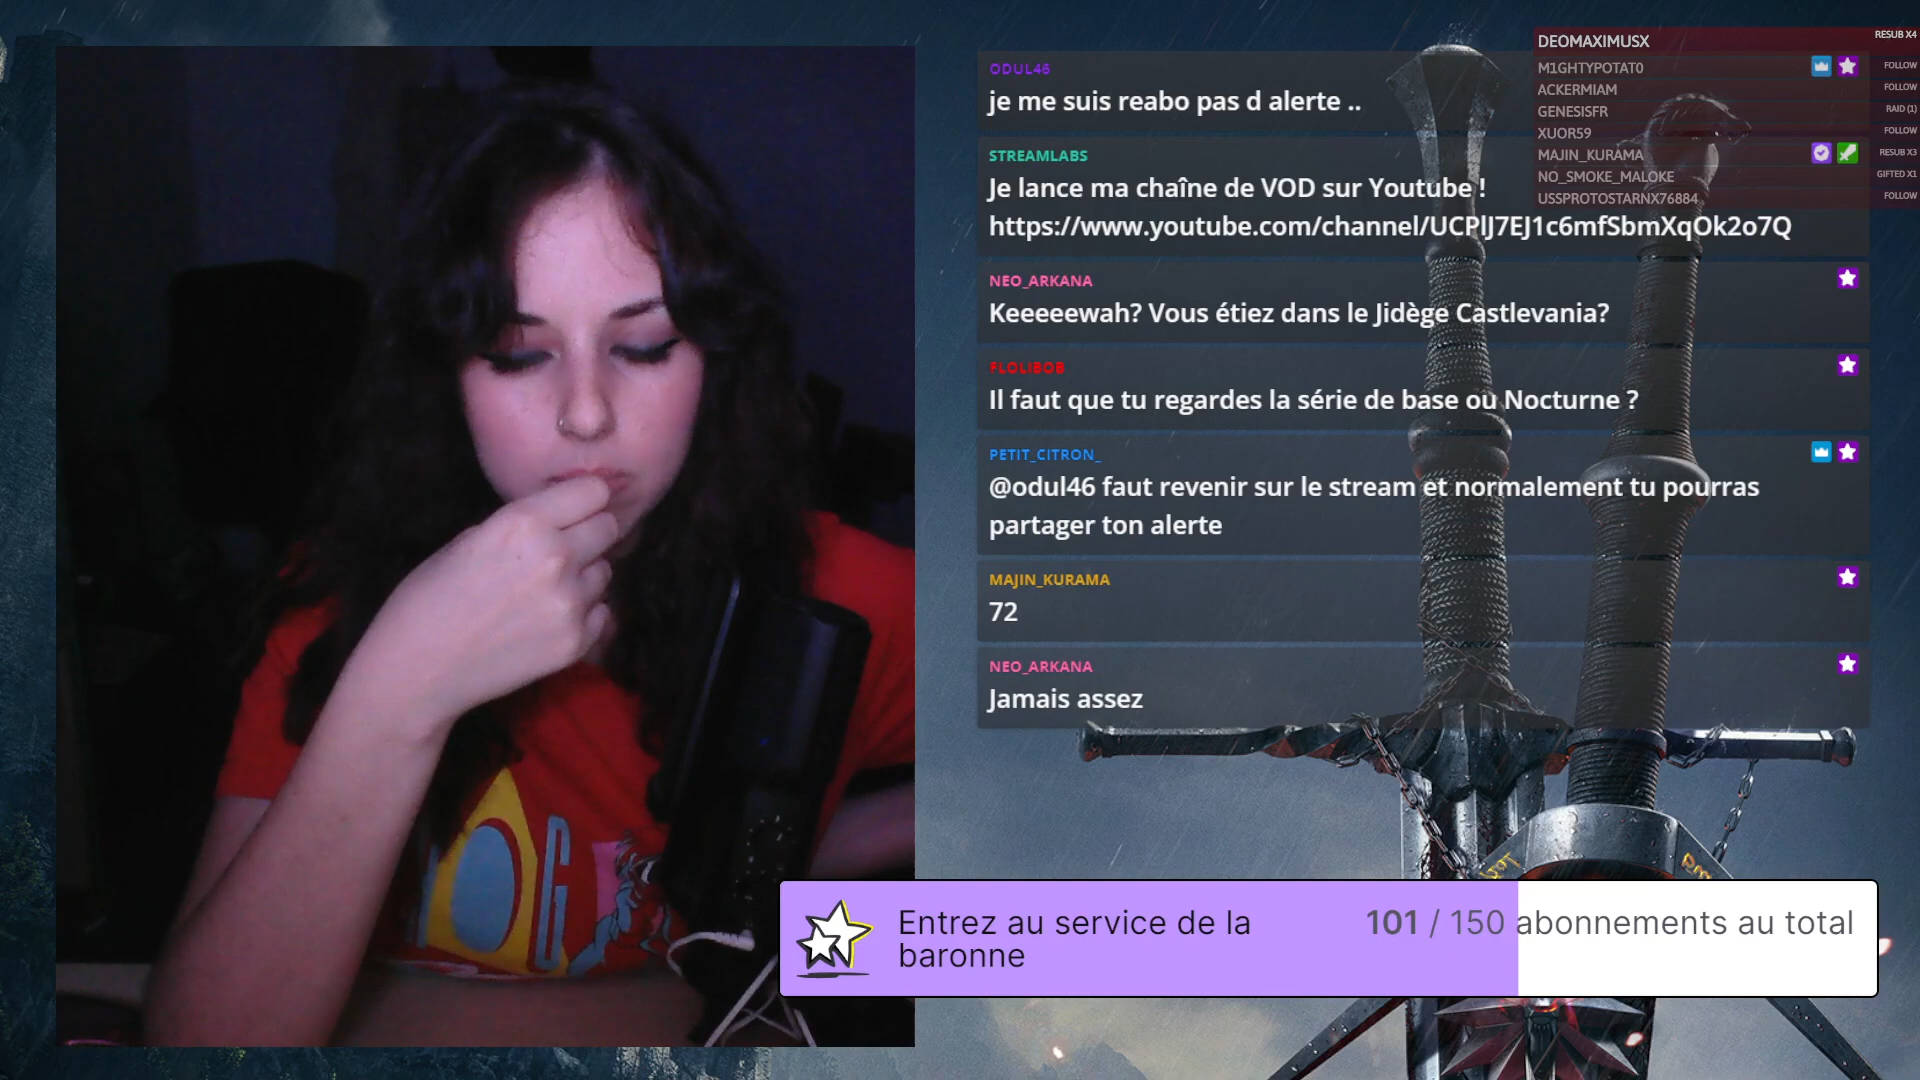 ODUL46
je me suis reabo pas d alerte ..
STREAMLABS
Je lance ma chaîne de VOD sur Youtube !
https://www.youtube.com/channel/UCPlJ7EJ1c6mfSbmXqOk2o7Q
NEO_ARKANA
Keeeeewah? Vous étiez dans le Jidège Castlevania?
FLOLIBOB
Il faut que tu regardes la série de base ou Nocturne ?
PETIT_CITRON_
@odul46 faut revenir sur le stream et normalement tu pourras
partager ton alerte
MAJIN_KURAMA
72
NEO_ARKANA
Jamais assez
DEOMAXIMUSX RESUB X4
M1GHTYPOTAT0 FOLLOW
ACKERMIAM FOLLOW
GENESISFR RAID (1)
XUOR59 FOLLOW
MAJIN_KURAMA RESUB X3
NO_SMOKE_MALOKE GIFTED X1
USSPROTOSTARNX76884 FOLLOW
Entrez au service de la
baronne
101 / 150 abonnements au total